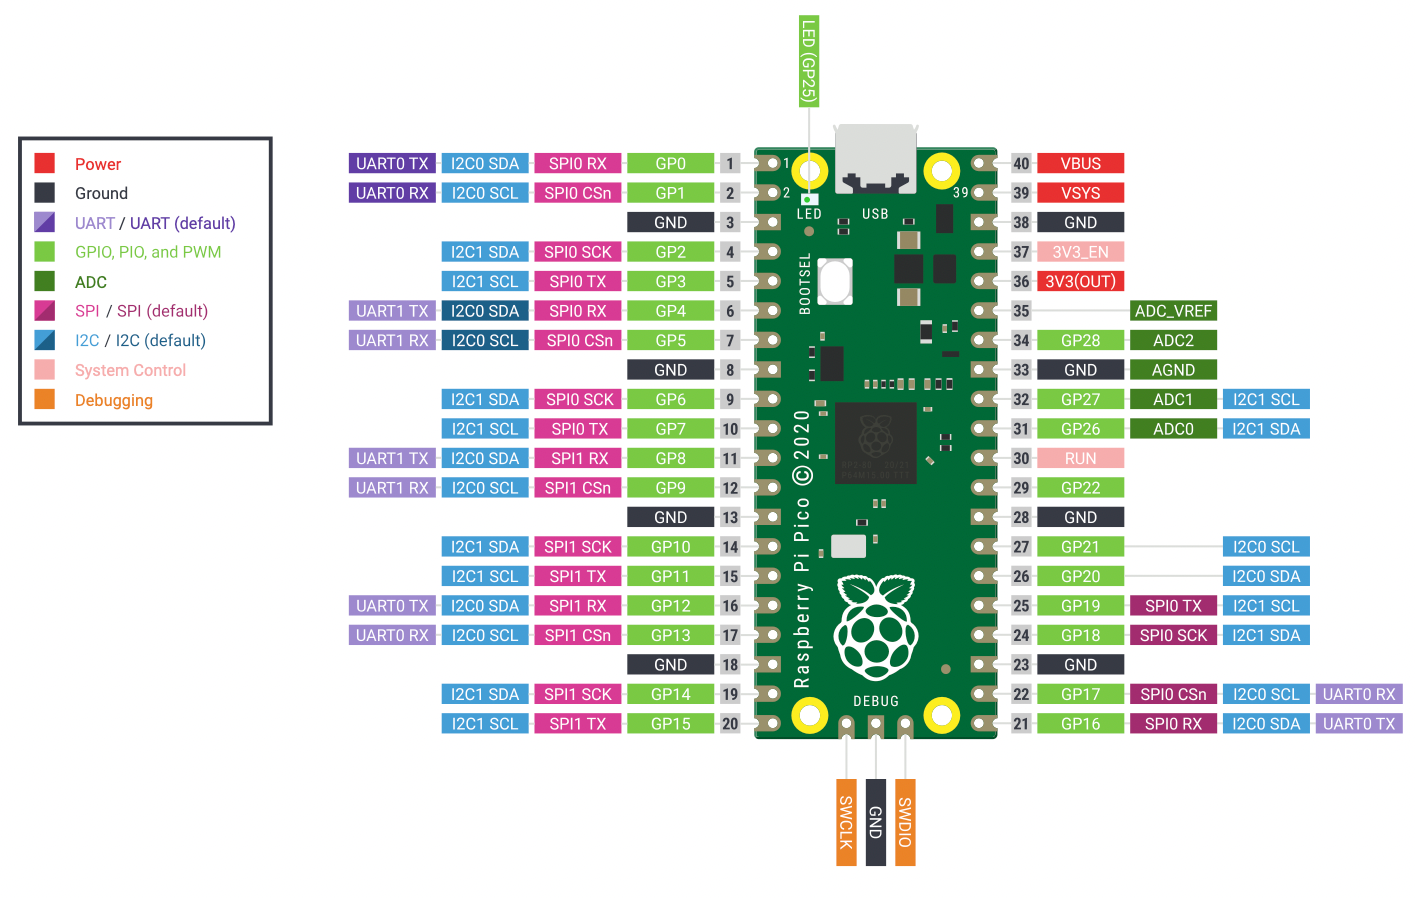 LED (GP25)
Power
Ground
UART / UART (default)
GPIO, PIO, and PWM
ADC
SPI / SPI (default)
I2C / I2C (default)
System Control
Debugging
UART0 TX I2C0 SDA SPI0 RX GP0 1 1 40 VBUS
UART0 RX I2C0 SCL SPI0 CSn GP1 2 2 39 39 VSYS
LED USB
GND 3 38 GND
I2C1 SDA SPI0 SCK GP2 4 37 3V3_EN
I2C1 SCL SPI0 TX GP3 5 36 3V3(OUT)
BOOTSEL
UART1 TX I2C0 SDA SPI0 RX GP4 6 35 ADC_VREF
UART1 RX I2C0 SCL SPI0 CSn GP5 7 34 GP28 ADC2
GND 8 33 GND AGND
I2C1 SDA SPI0 SCK GP6 9 32 GP27 ADC1 I2C1 SCL
I2C1 SCL SPI0 TX GP7 10 31 GP26 ADC0 I2C1 SDA
UART1 TX I2C0 SDA SPI1 RX GP8 11 30 RUN
UART1 RX I2C0 SCL SPI1 CSn GP9 12 29 GP22
GND 13 28 GND
I2C1 SDA SPI1 SCK GP10 14 27 GP21 I2C0 SCL
I2C1 SCL SPI1 TX GP11 15 26 GP20 I2C0 SDA
UART0 TX I2C0 SDA SPI1 RX GP12 16 25 GP19 SPI0 TX I2C1 SCL
UART0 RX I2C0 SCL SPI1 CSn GP13 17 24 GP18 SPI0 SCK I2C1 SDA
GND 18 23 GND
I2C1 SDA SPI1 SCK GP14 19 22 GP17 SPI0 CSn I2C0 SCL UART0 RX
I2C1 SCL SPI1 TX GP15 20 21 GP16 SPI0 RX I2C0 SDA UART0 TX
Raspberry Pi Pico © 2020
DEBUG
SWCLK
GND
SWDIO